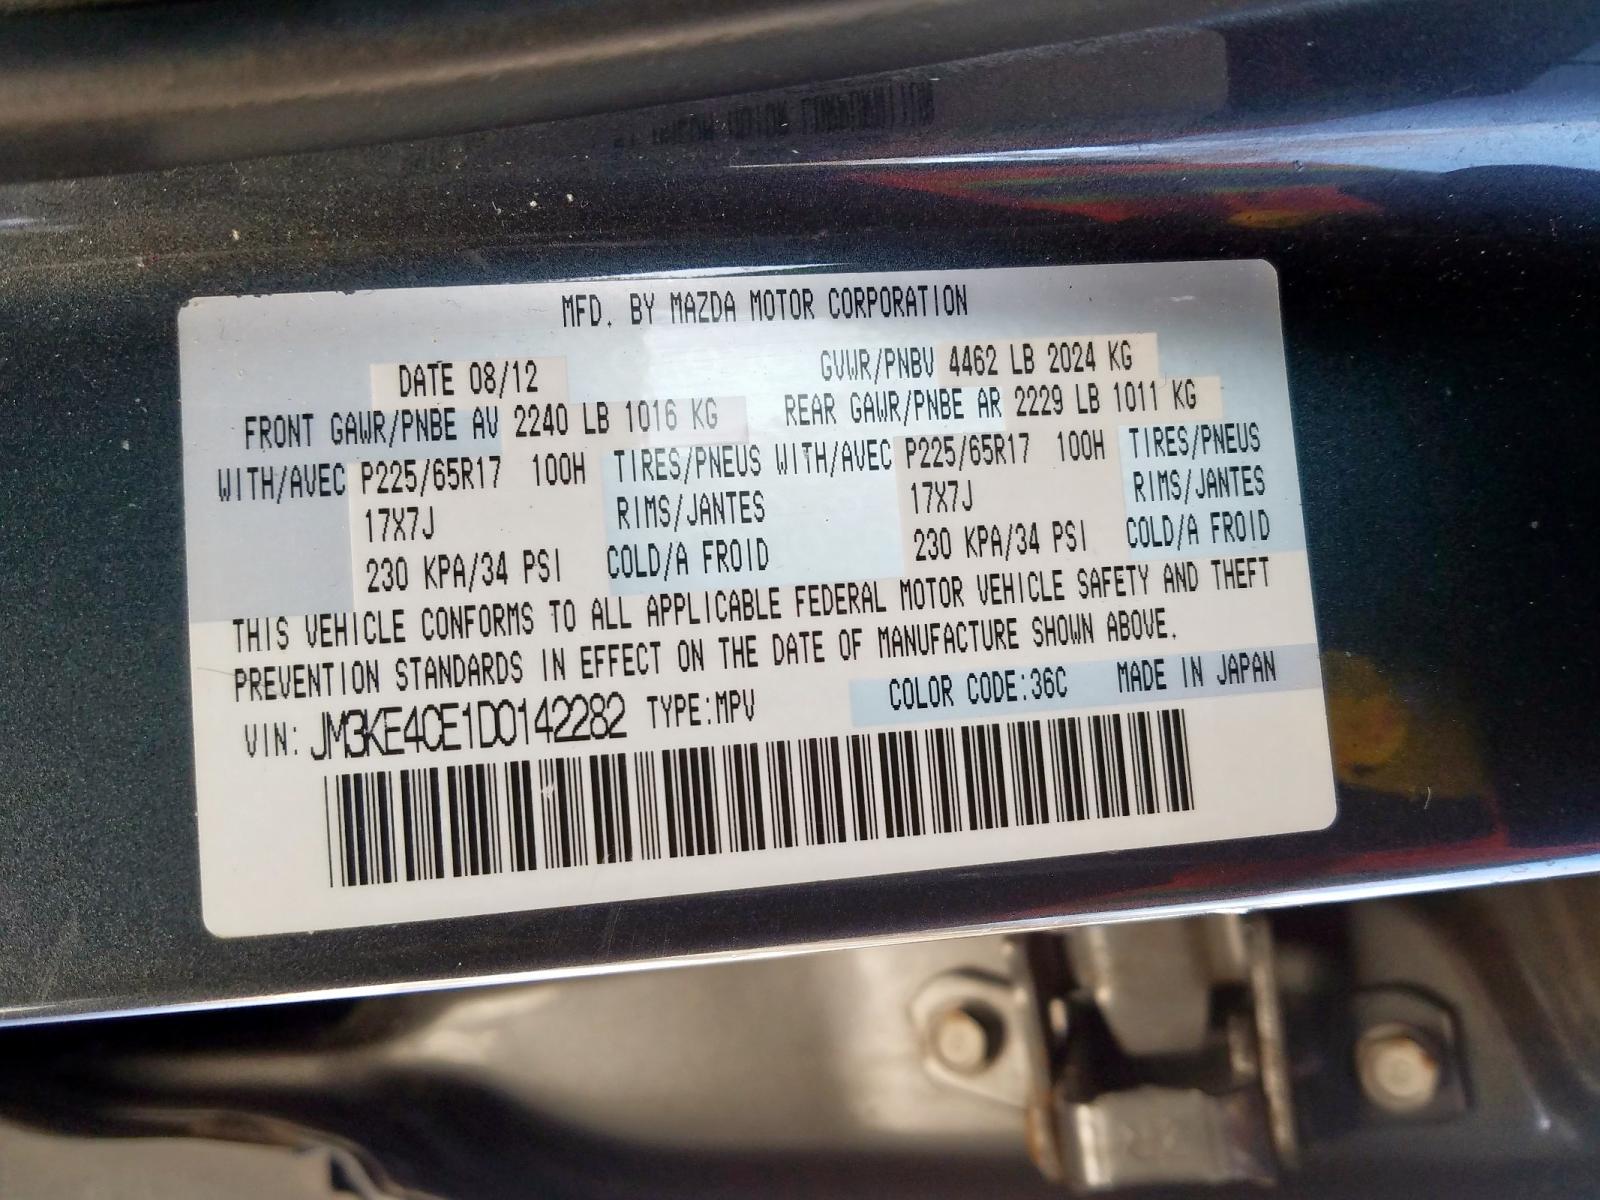 MFD. BY MAZDA MOTOR CORPORATION
DATE 08/12 GVWR/PNBV 4462 LB 2024 KG
FRONT GAWR/PNBE AV 2240 LB 1016 KG REAR GAWR/PNBE AR 2229 LB 1011 KG
WITH/AVEC P225/65R17 100H TIRES/PNEUS WITH/AVEC P225/65R17 100H TIRES/PNEUS
17X7J RIMS/JANTES 17X7J RIMS/JANTES
230 KPA/34 PSI COLD/A FROID 230 KPA/34 PSI COLD/A FROID
THIS VEHICLE CONFORMS TO ALL APPLICABLE FEDERAL MOTOR VEHICLE SAFETY AND THEFT
PREVENTION STANDARDS IN EFFECT ON THE DATE OF MANUFACTURE SHOWN ABOVE.
VIN: JM3KE4CE1D0142282 TYPE:MPV COLOR CODE:36C MADE IN JAPAN